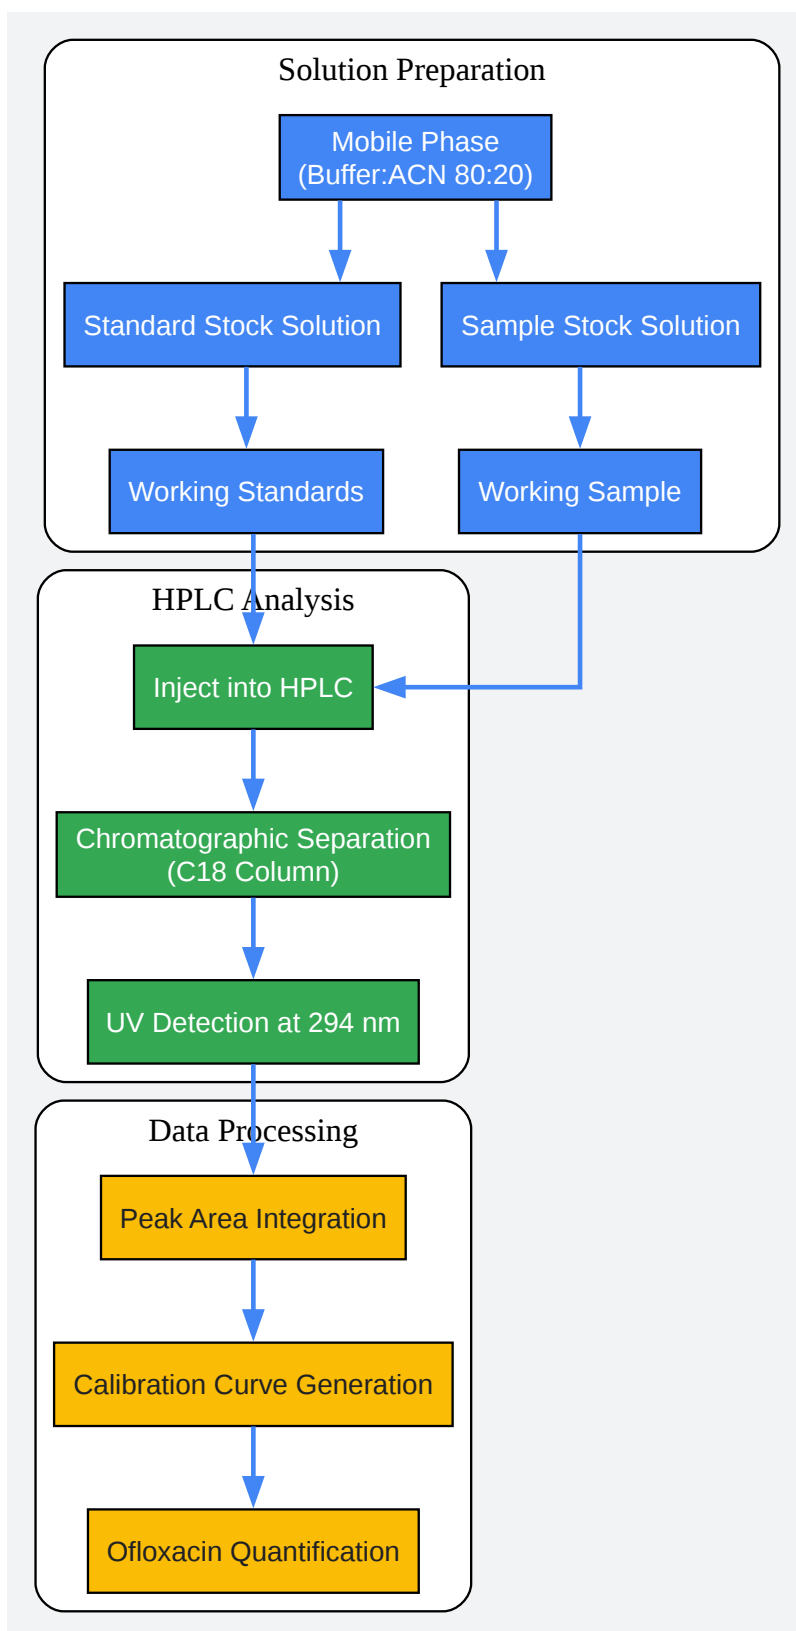 Solution Preparation
Mobile Phase
(Buffer:ACN 80:20)
Standard Stock Solution
Sample Stock Solution
Working Standards
Working Sample
HPLC Analysis
Inject into HPLC
Chromatographic Separation
(C18 Column)
UV Detection at 294 nm
Data Processing
Peak Area Integration
Calibration Curve Generation
Ofloxacin Quantification